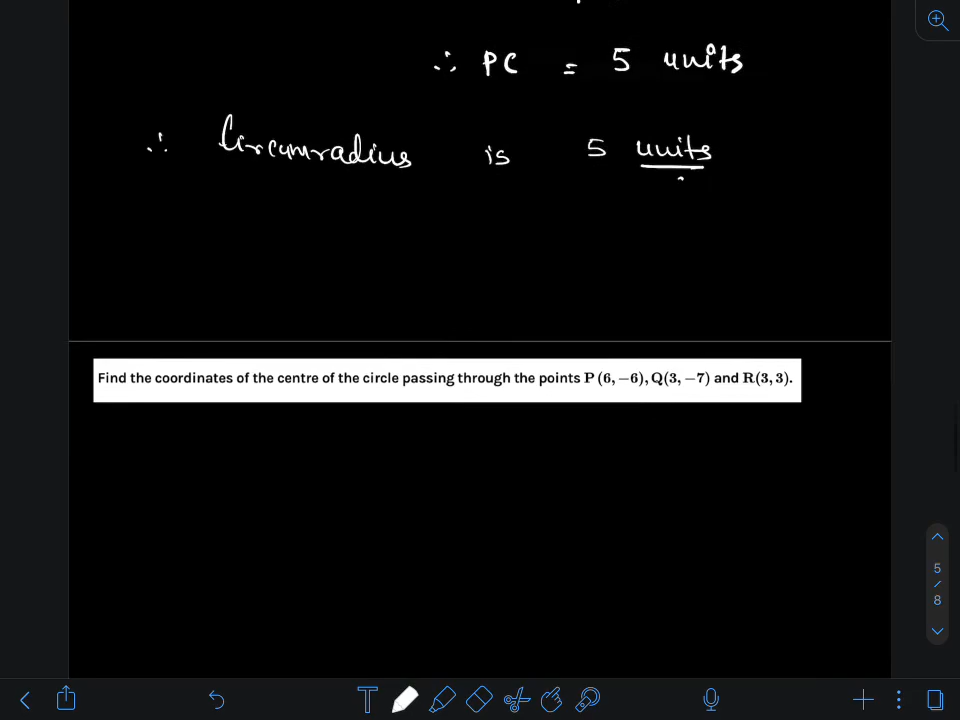 ∴ PC = 5 units
∴ Circumradius is 5 units
Find the coordinates of the centre of the circle passing through the points P (6, −6), Q(3, −7) and R(3, 3).
5
/
8